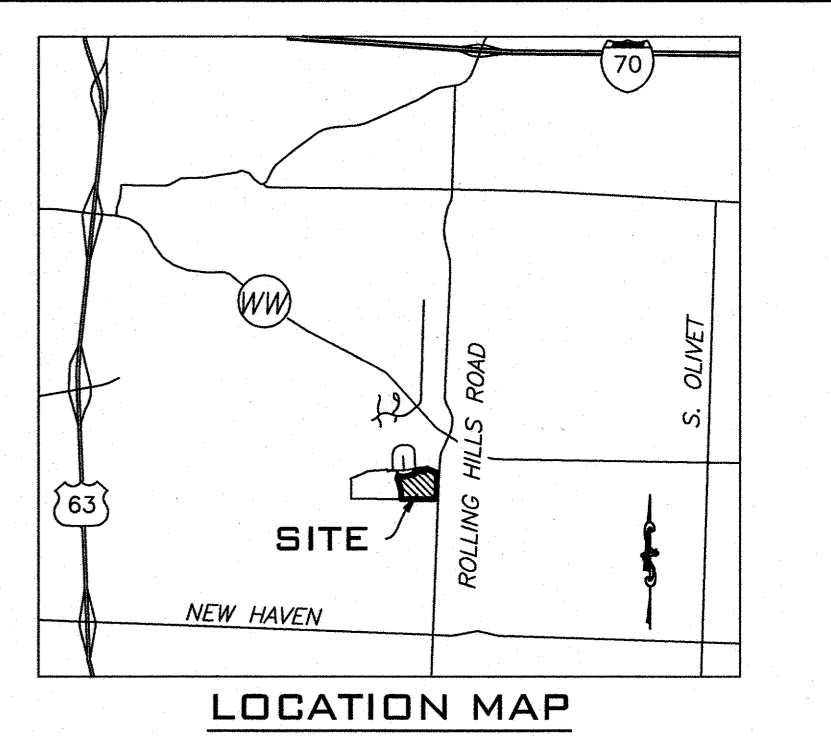 70
WW
S. OLIVET
ROLLING HILLS ROAD
63
SITE
NEW HAVEN
LOCATION MAP